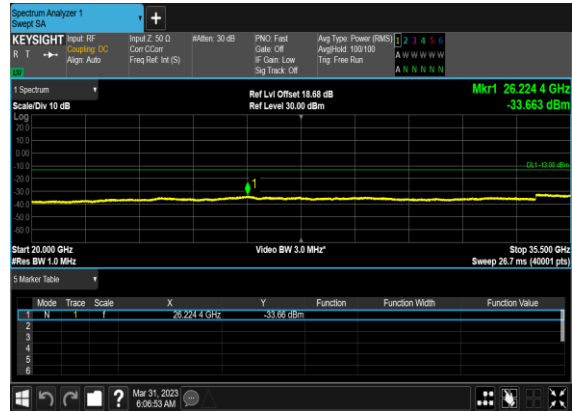 Spectrum Analyzer 1
Swept SA
+
KEYSIGHT Input: RF Input Z: 50 Ω #Atten: 30 dB PNO: Fast Avg Type: Power (RMS) 1 2 3 4 5 6
R T Coupling: DC Corr CCorr Gate: Off Avg|Hold: 100/100 A W W W W W
Align: Auto Freq Ref: Int (S) IF Gain: Low Trig: Free Run
Sig Track: Off A N N N N N
1 Spectrum Ref Lvl Offset 18.68 dB Mkr1 26.224 4 GHz
Scale/Div 10 dB Ref Level 30.00 dBm -33.663 dBm
Log
20.0
10.0
0.00
-10.0
DL1 -13.00 dBm
-20.0
1
-30.0
-40.0
-50.0
-60.0
Start 20.000 GHz Video BW 3.0 MHz* Stop 35.500 GHz
#Res BW 1.0 MHz Sweep 26.7 ms (40001 pts)
5 Marker Table
Mode Trace Scale X Y Function Function Width Function Value
1 N 1 f 26.224 4 GHz -33.66 dBm
2
3
4
5
6
? Mar 31, 2023
6:06:53 AM